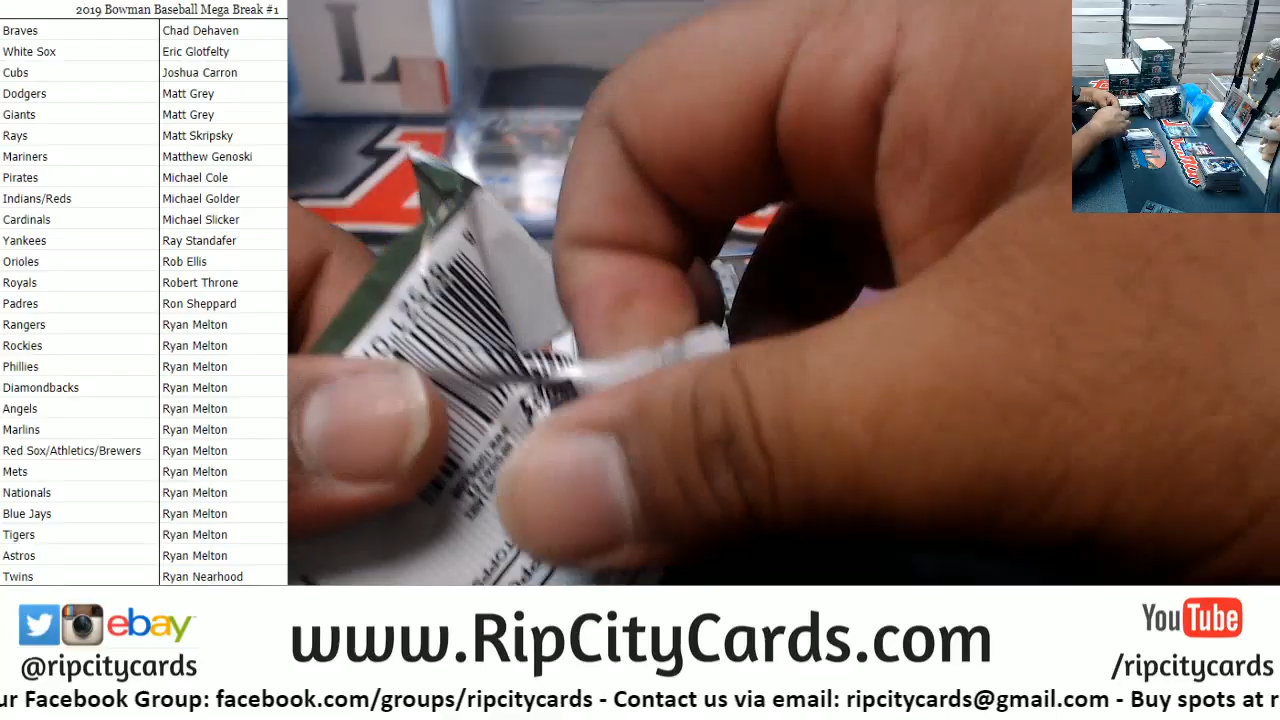 2019 Bowman Baseball Mega Break #1
Braves Chad Dehaven
White Sox Eric Glotfelty
Cubs Joshua Carron
Dodgers Matt Grey
Giants Matt Grey
Rays Matt Skripsky
Mariners Matthew Genoski
Pirates Michael Cole
Indians/Reds Michael Golder
Cardinals Michael Slicker
Yankees Ray Standafer
Orioles Rob Ellis
Royals Robert Throne
Padres Ron Sheppard
Rangers Ryan Melton
Rockies Ryan Melton
Phillies Ryan Melton
Diamondbacks Ryan Melton
Angels Ryan Melton
Marlins Ryan Melton
Red Sox/Athletics/Brewers Ryan Melton
Mets Ryan Melton
Nationals Ryan Melton
Blue Jays Ryan Melton
Tigers Ryan Melton
Astros Ryan Melton
Twins Ryan Nearhood
ebay
@ripcitycards
www.RipCityCards.com
YouTube
/ripcitycards
ur Facebook Group: facebook.com/groups/ripcitycards - Contact us via email: ripcitycards@gmail.com - Buy spots at r